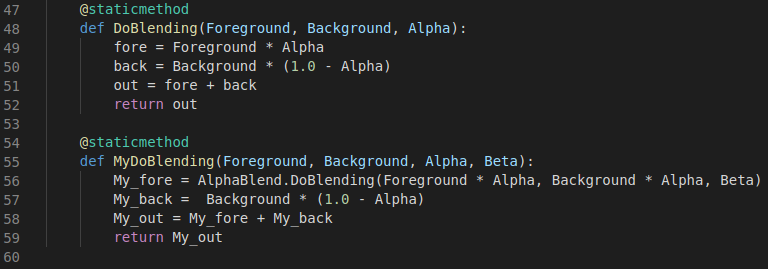 47 @staticmethod
48 def DoBlending(Foreground, Background, Alpha):
49 fore = Foreground * Alpha
50 back = Background * (1.0 - Alpha)
51 out = fore + back
52 return out
53
54 @staticmethod
55 def MyDoBlending(Foreground, Background, Alpha, Beta):
56 My_fore = AlphaBlend.DoBlending(Foreground * Alpha, Background * Alpha, Beta)
57 My_back =  Background * (1.0 - Alpha)
58 My_out = My_fore + My_back
59 return My_out
60